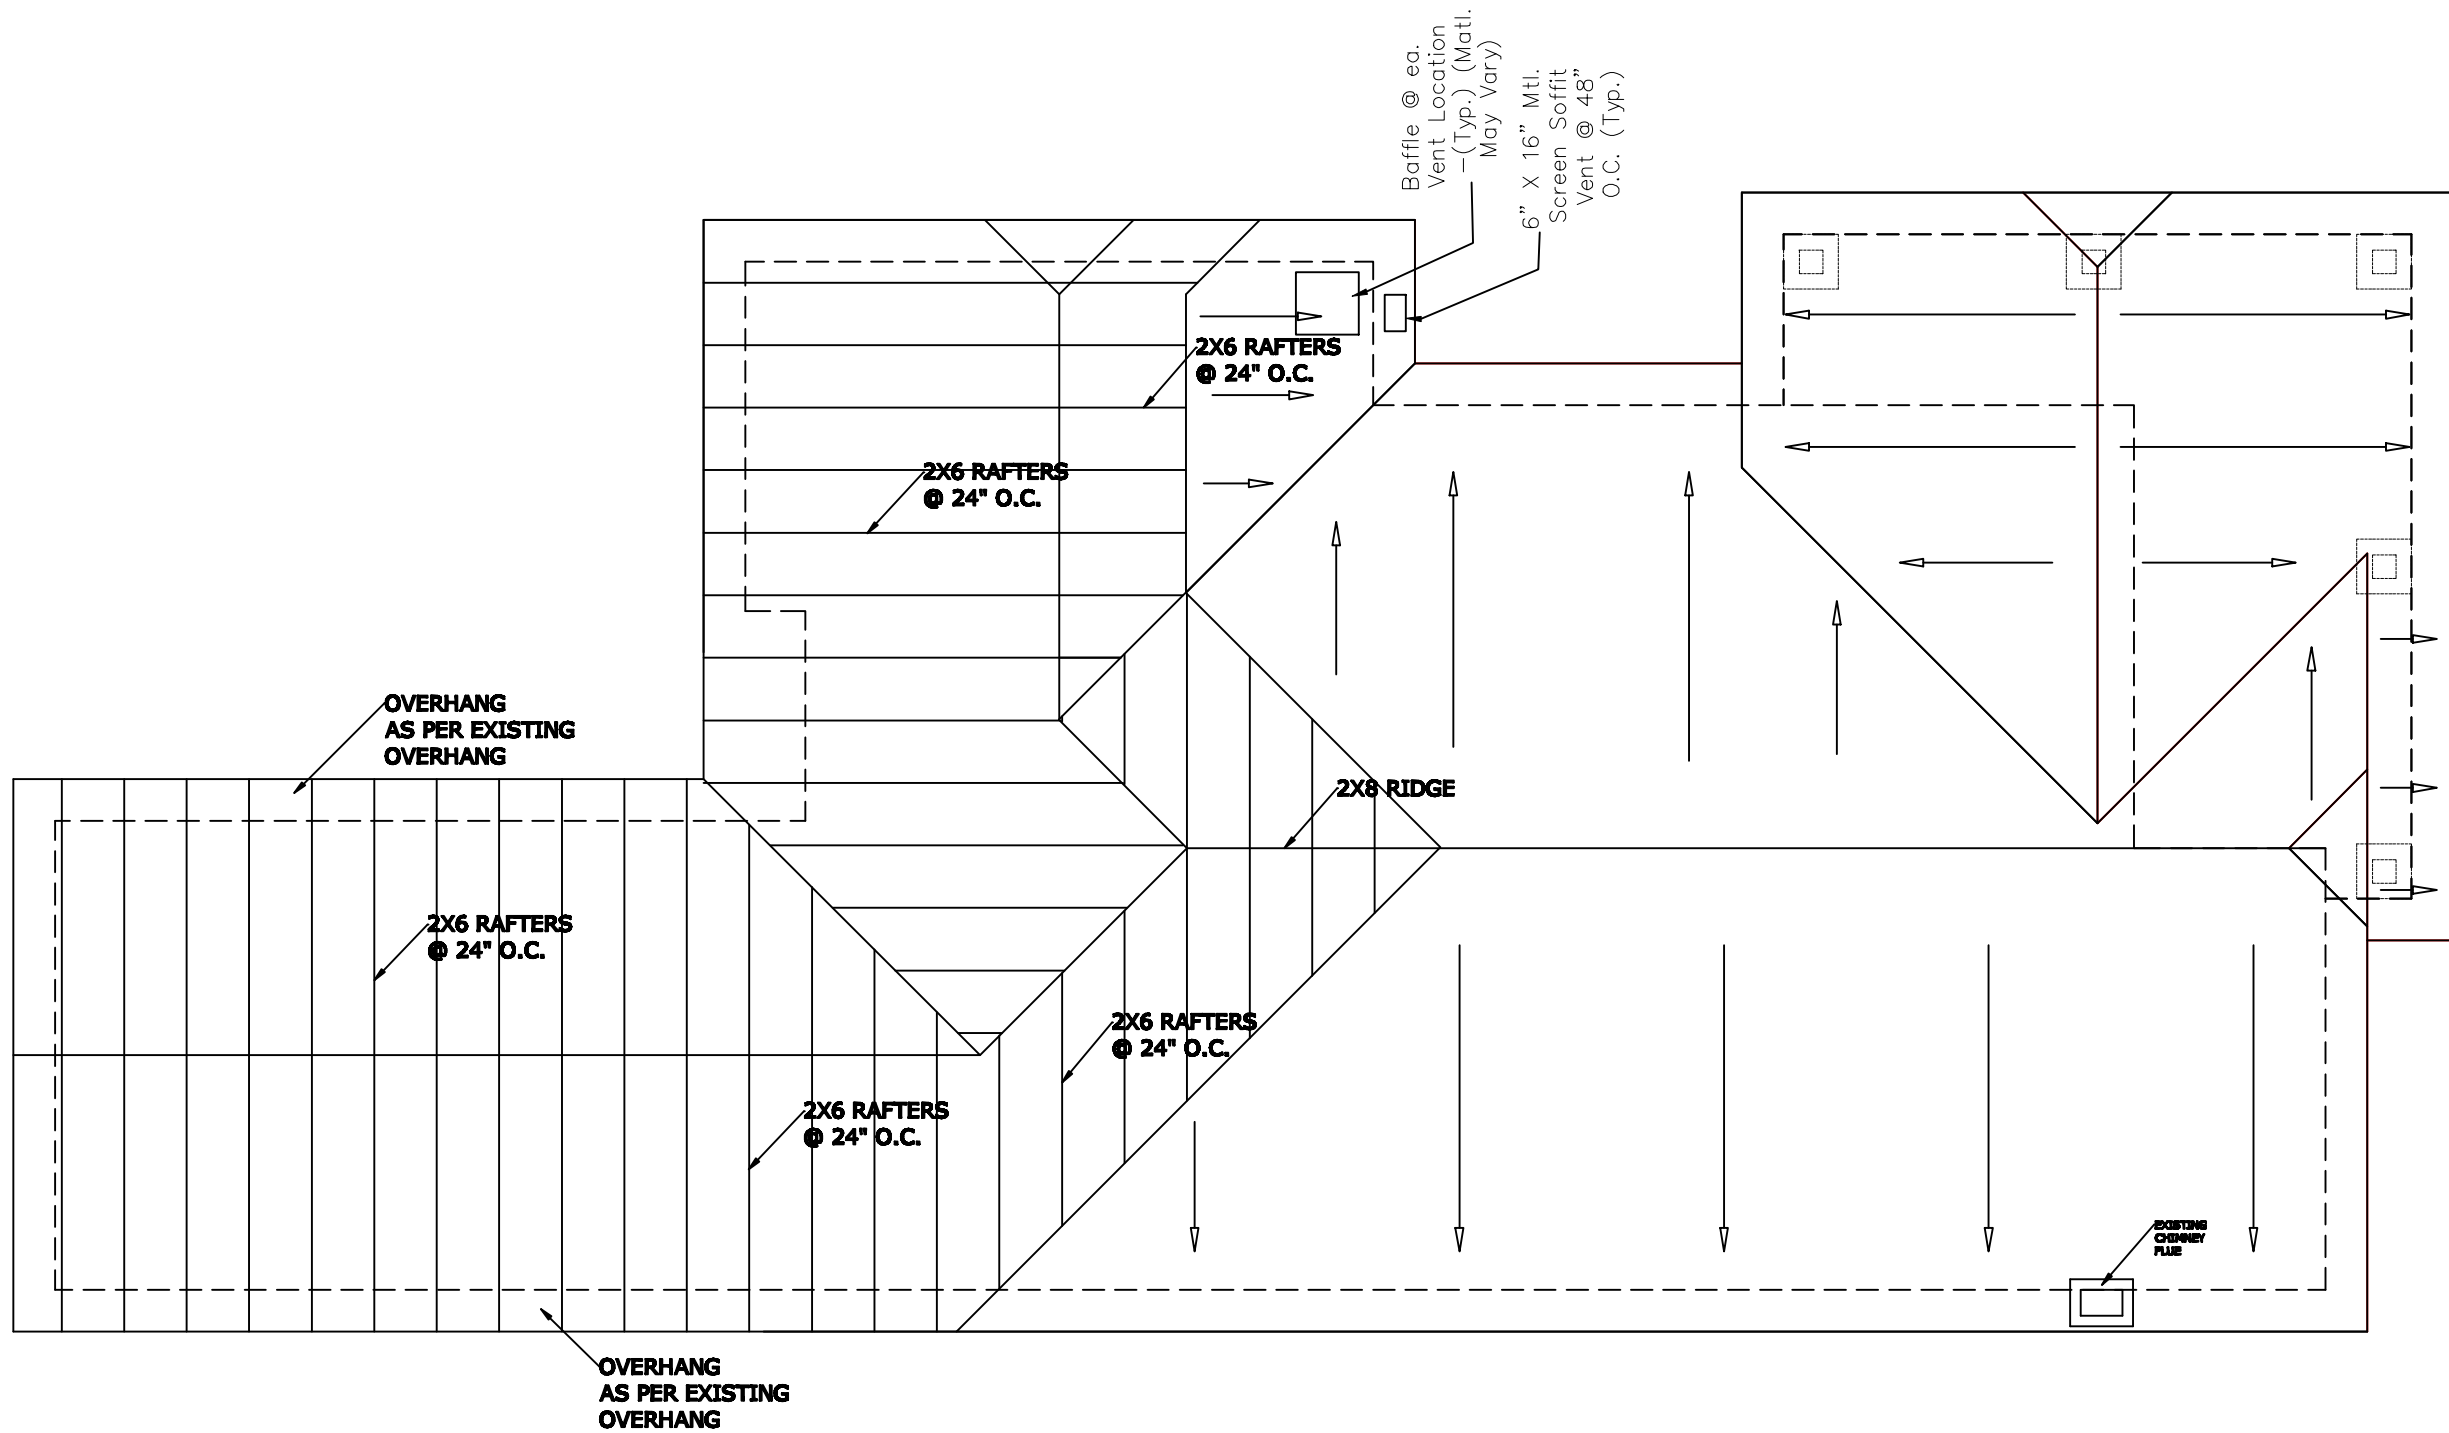 Baffle @ ea.
Vent Location
-(Typ.) (Matl.
May Vary)
6" X 16" Mtl.
Screen Soffit
Vent @ 48"
O.C. (Typ.)
2X6 RAFTERS
@ 24" O.C.
2X6 RAFTERS
@ 24" O.C.
OVERHANG
AS PER EXISTING
OVERHANG
2X8 RIDGE
2X6 RAFTERS
@ 24" O.C.
2X6 RAFTERS
@ 24" O.C.
2X6 RAFTERS
@ 24" O.C.
EXISTING
CHIMNEY
FLUE
OVERHANG
AS PER EXISTING
OVERHANG